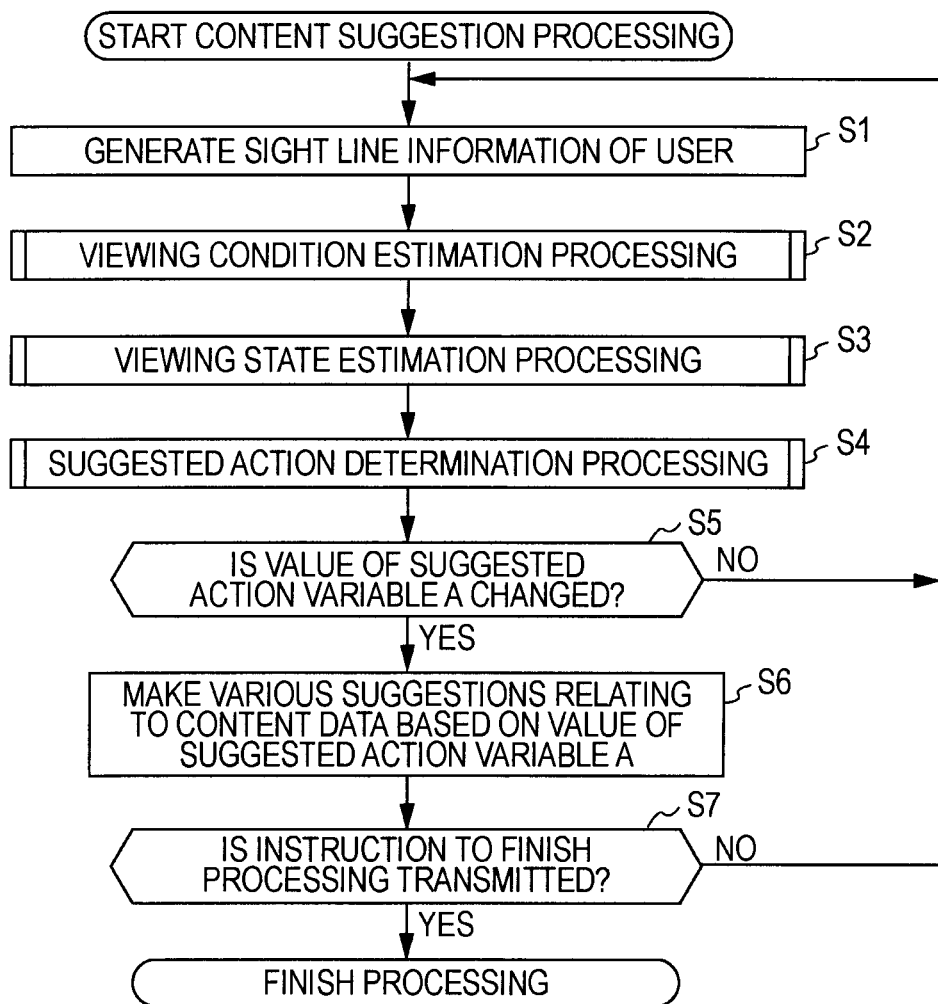 START CONTENT SUGGESTION PROCESSING
S1
GENERATE SIGHT LINE INFORMATION OF USER
S2
VIEWING CONDITION ESTIMATION PROCESSING
S3
VIEWING STATE ESTIMATION PROCESSING
S4
SUGGESTED ACTION DETERMINATION PROCESSING
S5
IS VALUE OF SUGGESTED
ACTION VARIABLE A CHANGED?
NO
YES
S6
MAKE VARIOUS SUGGESTIONS RELATING
TO CONTENT DATA BASED ON VALUE OF
SUGGESTED ACTION VARIABLE A
S7
IS INSTRUCTION TO FINISH
PROCESSING TRANSMITTED?
NO
YES
FINISH PROCESSING